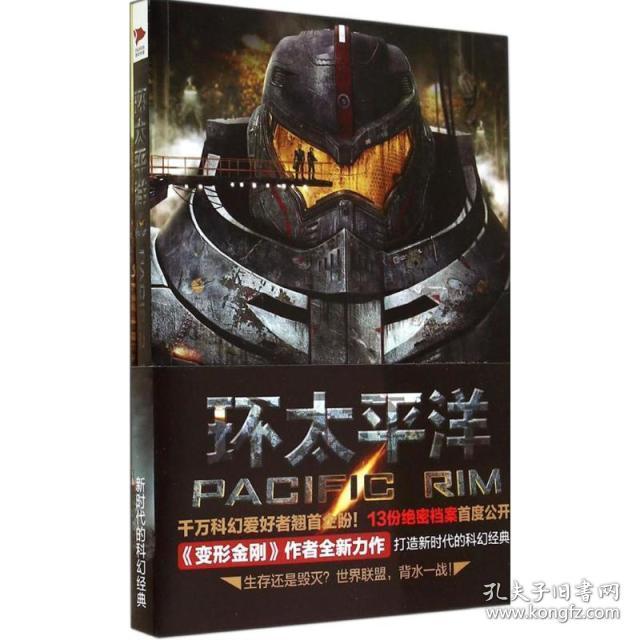 环太平洋
环太平洋
PACIFIC RIM
千万科幻爱好者翘首企盼！13份绝密档案首度公开
《变形金刚》作者全新力作 打造新时代的科幻经典
生存还是毁灭？世界联盟，背水一战！
新时代的科幻经典
孔夫子旧书网
www.kongfz.com